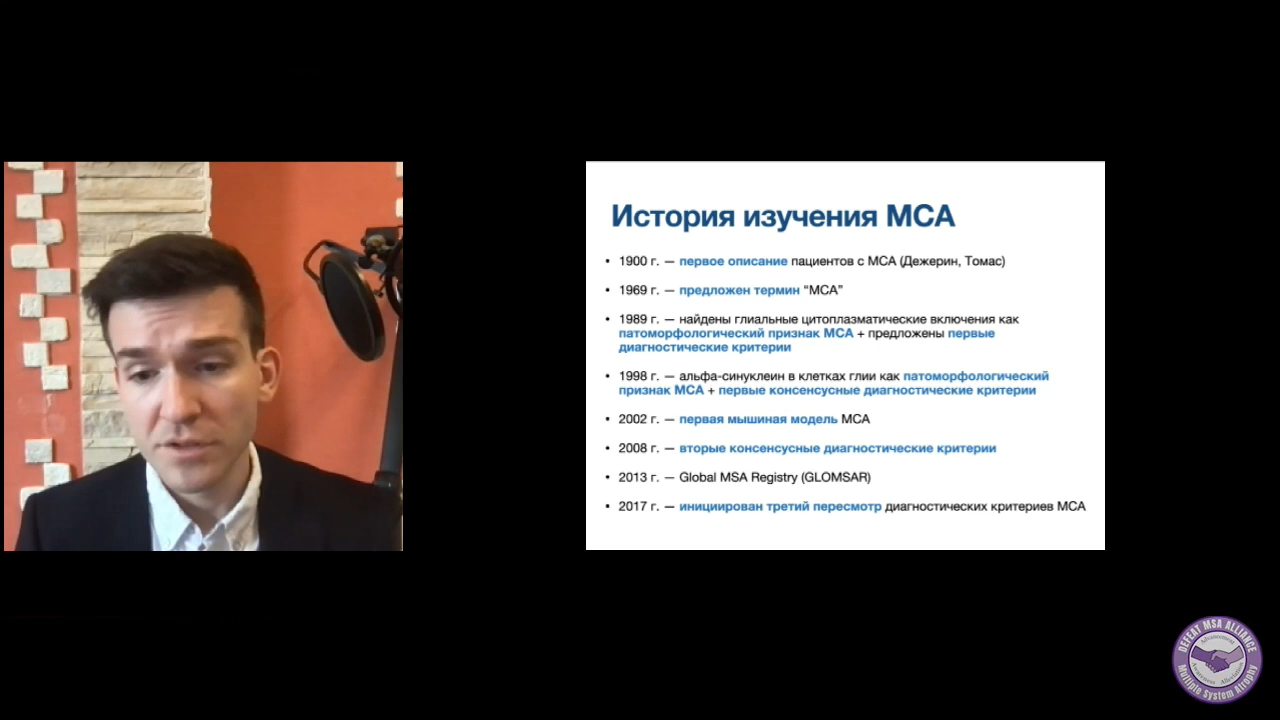 История изучения МСА
• 1900 г. — первое описание пациентов с МСА (Дежерин, Томас)
• 1969 г. — предложен термин “МСА”
• 1989 г. — найдены глиальные цитоплазматические включения как
патоморфологический признак МСА + предложены первые
диагностические критерии
• 1998 г. — альфа-синуклеин в клетках глии как патоморфологический
признак МСА + первые консенсусные диагностические критерии
• 2002 г. — первая мышиная модель МСА
• 2008 г. — вторые консенсусные диагностические критерии
• 2013 г. — Global MSA Registry (GLOMSAR)
• 2017 г. — инициирован третий пересмотр диагностических критериев МСА
DEFEAT MSA ALLIANCE
Multiple System Atrophy